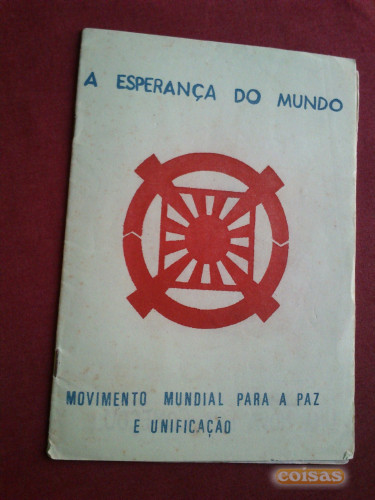 A ESPERANÇA DO MUNDO
MOVIMENTO MUNDIAL PARA A PAZ
E UNIFICAÇÃO
coisas